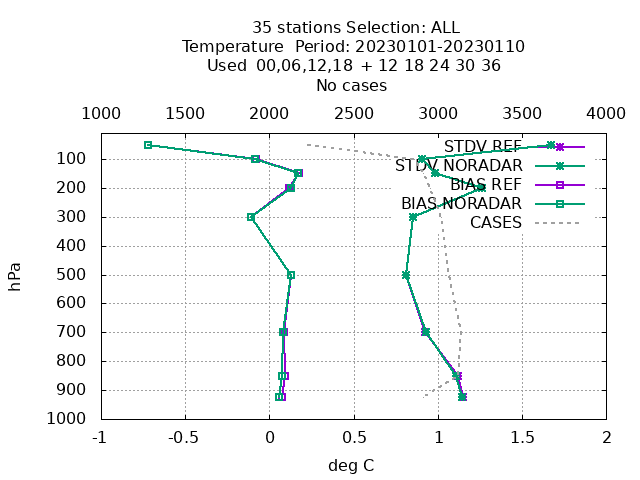 35 stations Selection: ALL
Temperature  Period: 20230101-20230110
Used  00,06,12,18  + 12 18 24 30 36
No cases
1000 1500 2000 2500 3000 3500 4000
STDV REF
STDV NORADAR
BIAS REF
BIAS NORADAR
CASES
100
200
300
400
500
600
700
800
900
1000
hPa
-1 -0.5 0 0.5 1 1.5 2
deg C